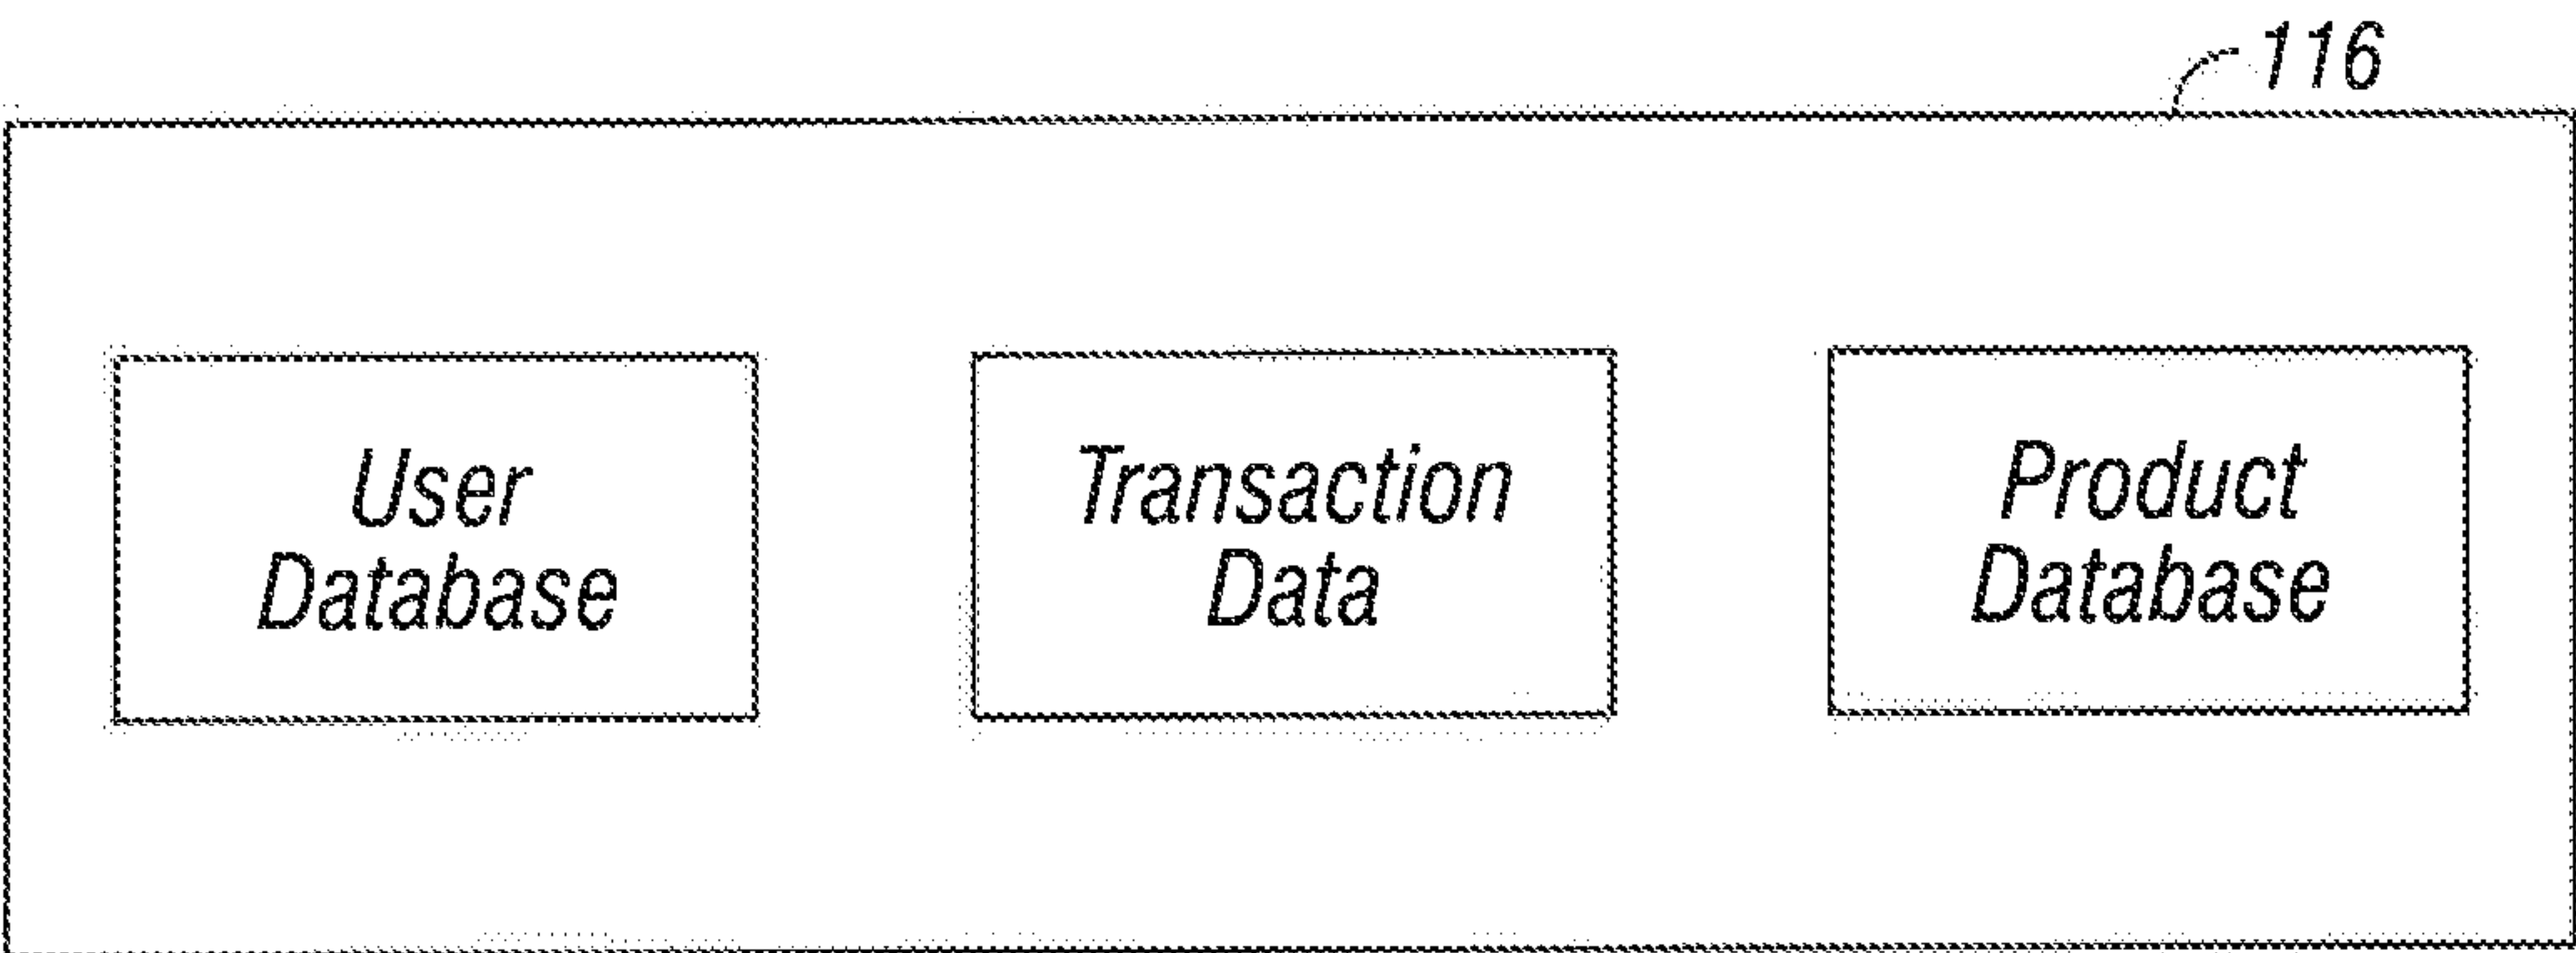 116
User
Database
Transaction
Data
Product
Database